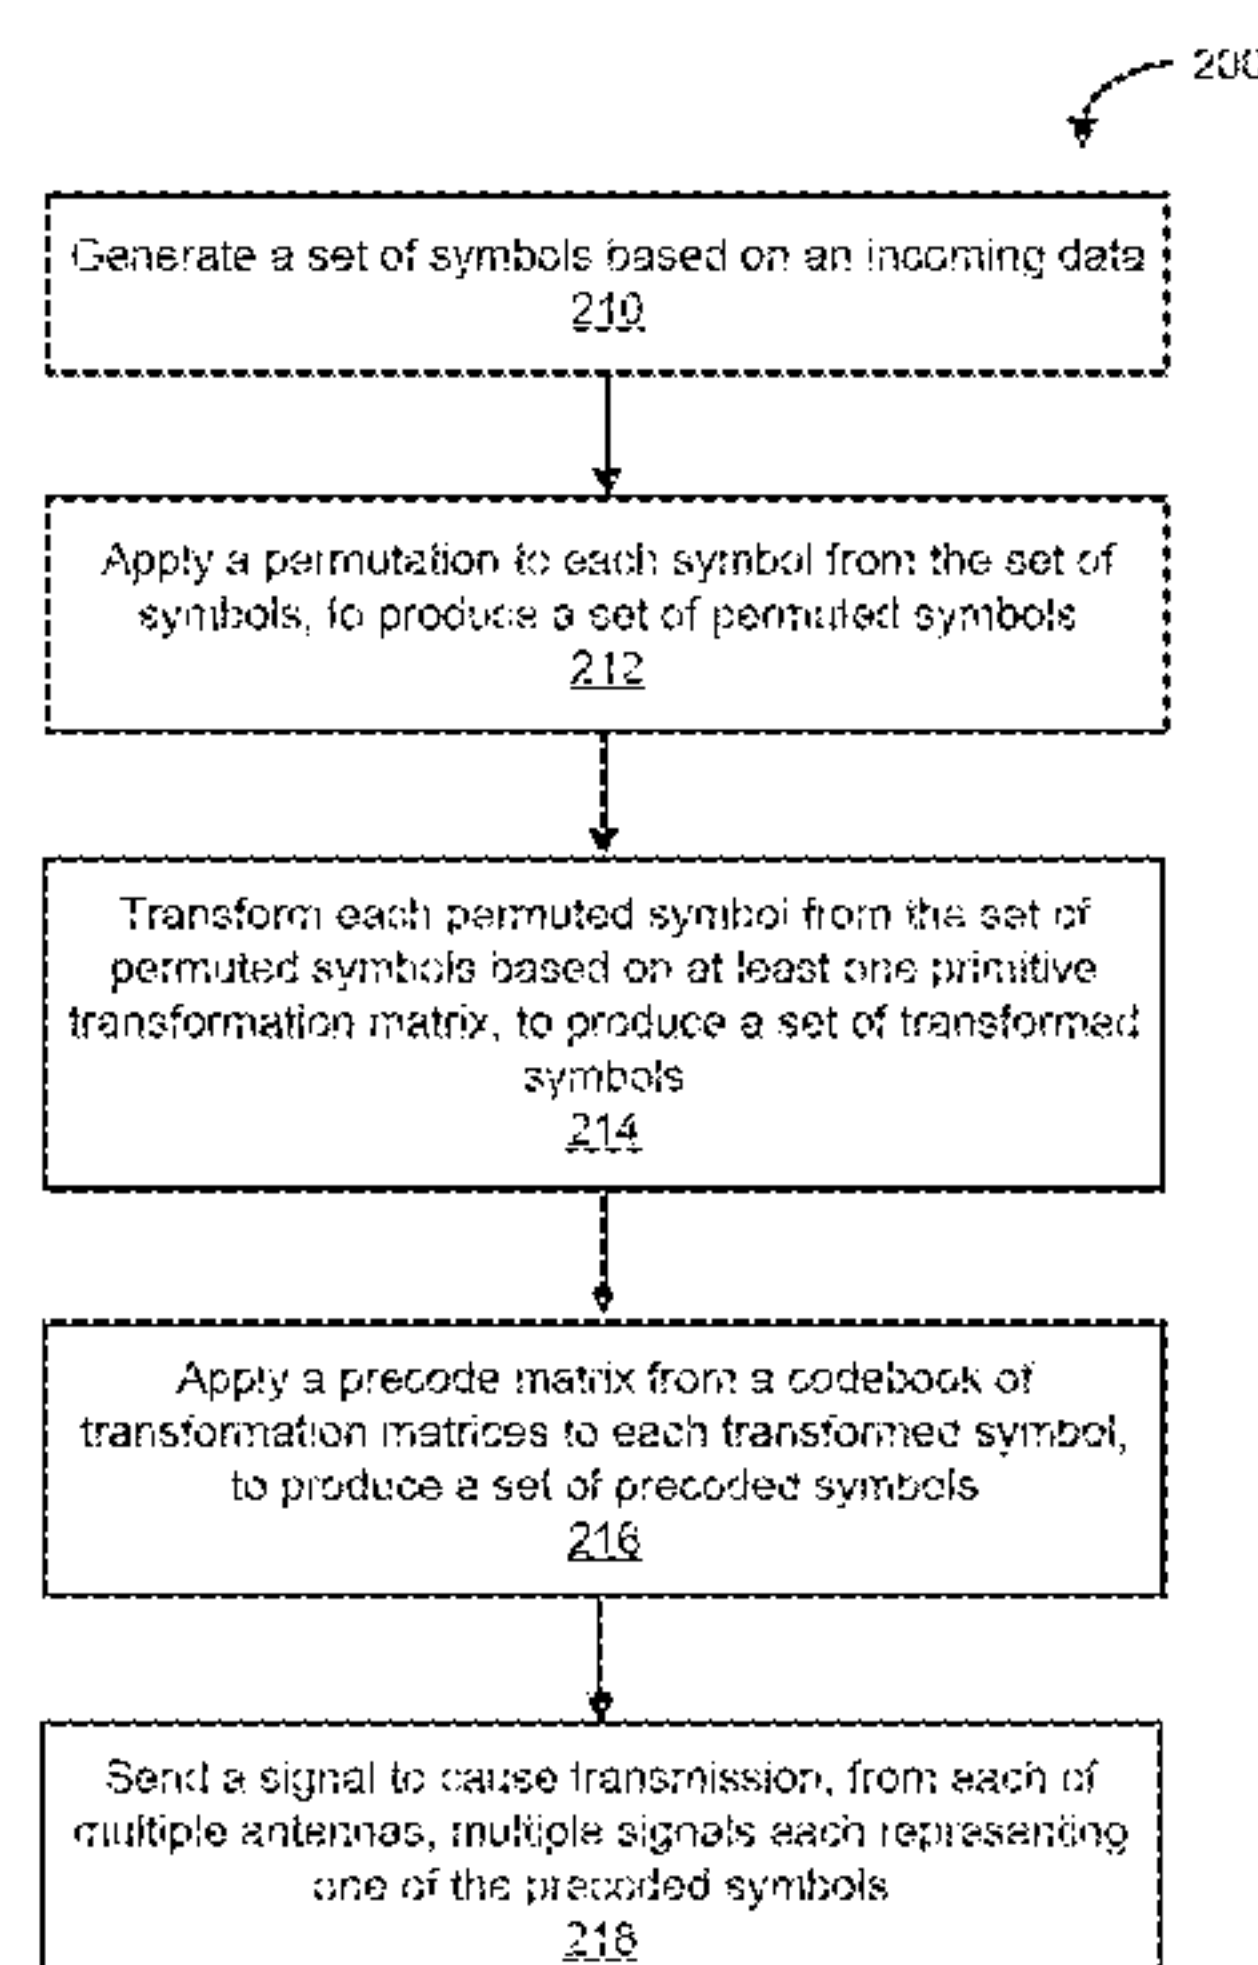 200
Generate a set of symbols based on an incoming data
210
Apply a permutation to each symbol from the set of
symbols, to produce a set of permuted symbols
212
Transform each permuted symbol from the set of
permuted symbols based on at least one primitive
transformation matrix, to produce a set of transformed
symbols
214
Apply a precode matrix from a codebook of
transformation matrices to each transformed symbol,
to produce a set of precoded symbols
216
Send a signal to cause transmission, from each of
multiple antennas, multiple signals each representing
one of the precoded symbols
218